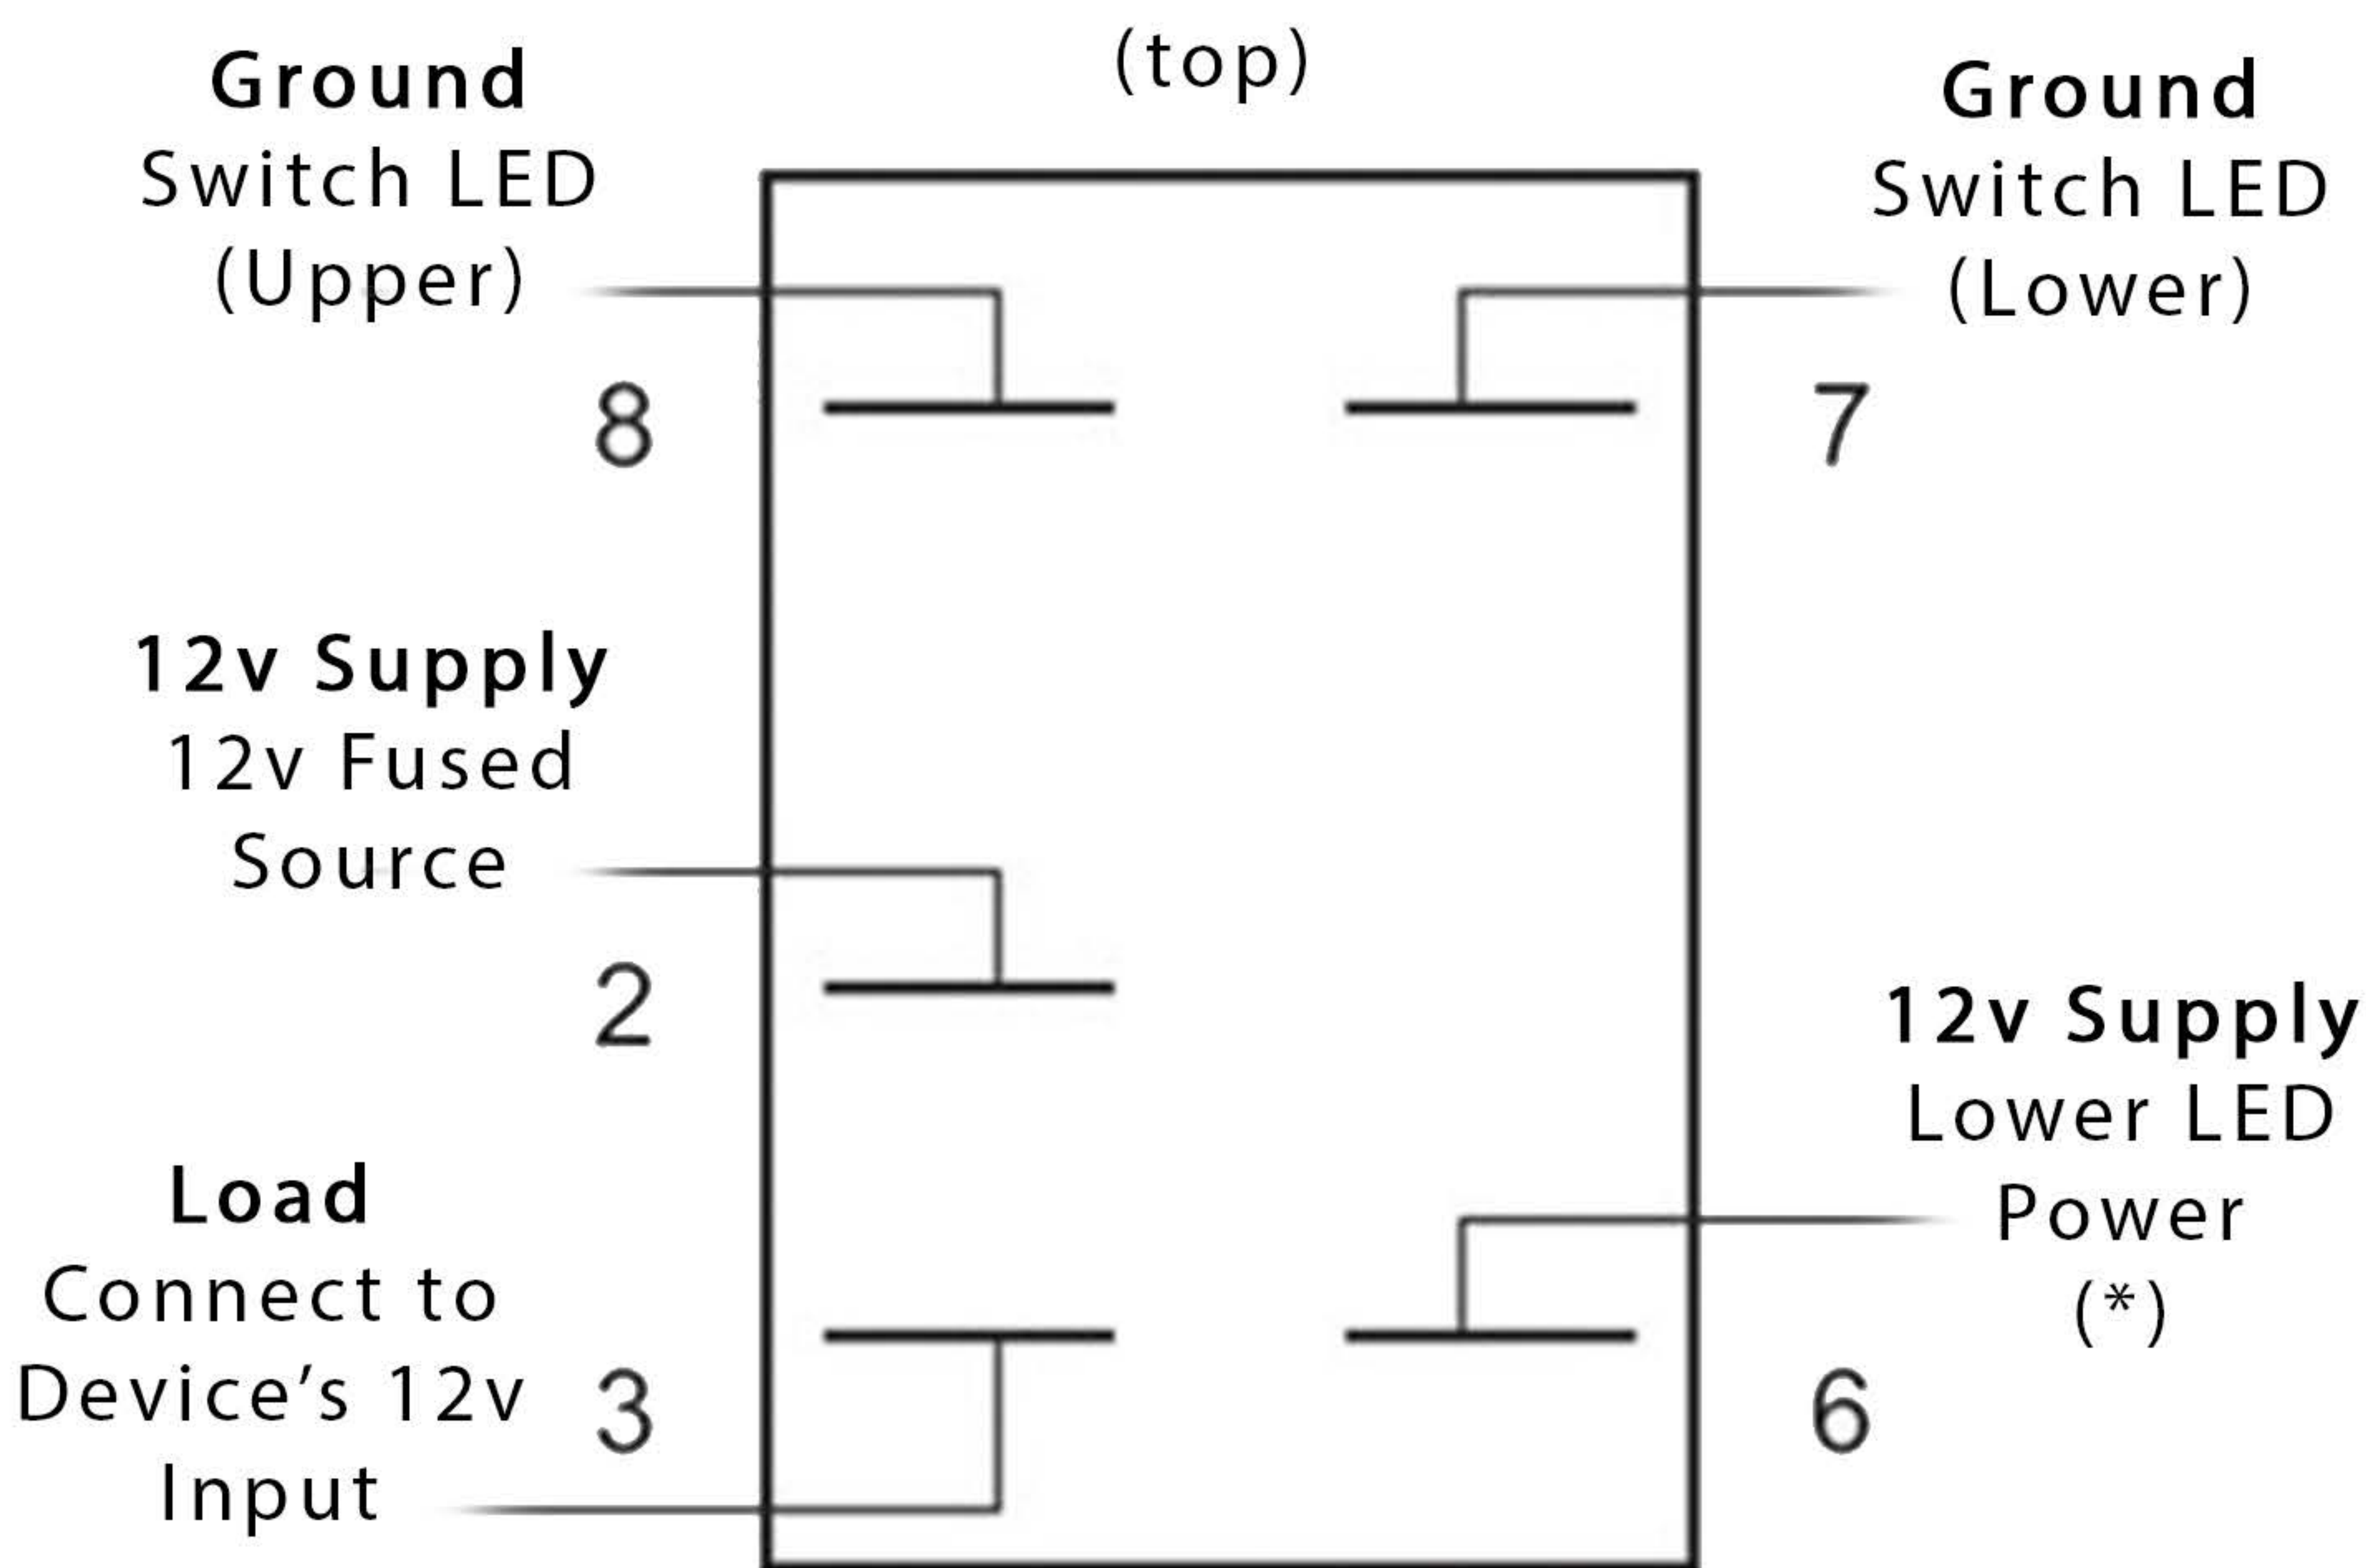 (top)
Ground
Switch LED
(Upper)
8
Ground
Switch LED
(Lower)
7
12v Supply
12v Fused
Source
2
12v Supply
Lower LED
Power
(*)
6
Load
Connect to
Device’s 12v
Input
3